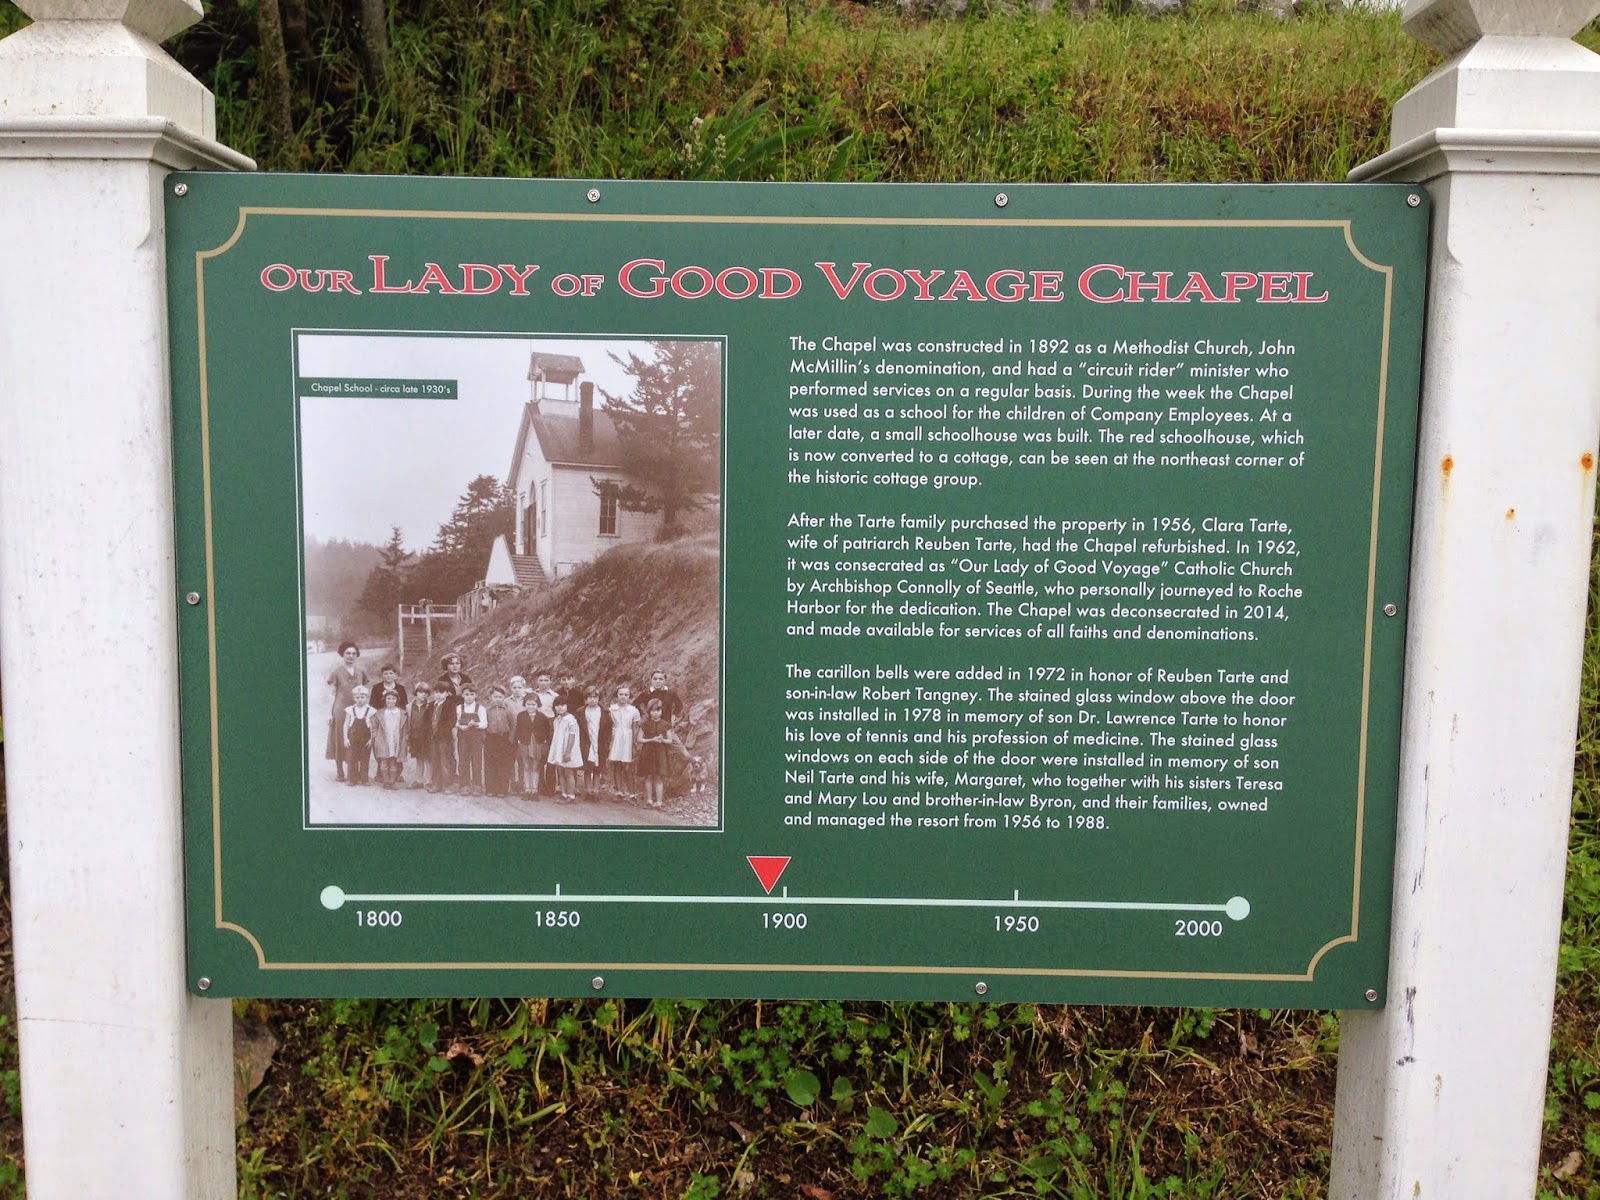 OUR LADY OF GOOD VOYAGE CHAPEL
Chapel School - circa late 1930's
The Chapel was constructed in 1892 as a Methodist Church, John
McMillin's denomination, and had a "circuit rider" minister who
performed services on a regular basis. During the week the Chapel
was used as a school for the children of Company Employees. At a
later date, a small schoolhouse was built. The red schoolhouse, which
is now converted to a cottage, can be seen at the northeast corner of
the historic cottage group.
After the Tarte family purchased the property in 1956, Clara Tarte,
wife of patriarch Reuben Tarte, had the Chapel refurbished. In 1962,
it was consecrated as "Our Lady of Good Voyage" Catholic Church
by Archbishop Connolly of Seattle, who personally journeyed to Roche
Harbor for the dedication. The Chapel was deconsecrated in 2014,
and made available for services of all faiths and denominations.
The carillon bells were added in 1972 in honor of Reuben Tarte and
son-in-law Robert Tangney. The stained glass window above the door
was installed in 1978 in memory of son Dr. Lawrence Tarte to honor
his love of tennis and his profession of medicine. The stained glass
windows on each side of the door were installed in memory of son
Neil Tarte and his wife, Margaret, who together with his sisters Teresa
and Mary Lou and brother-in-law Byron, and their families, owned
and managed the resort from 1956 to 1988.
1800 1850 1900 1950 2000